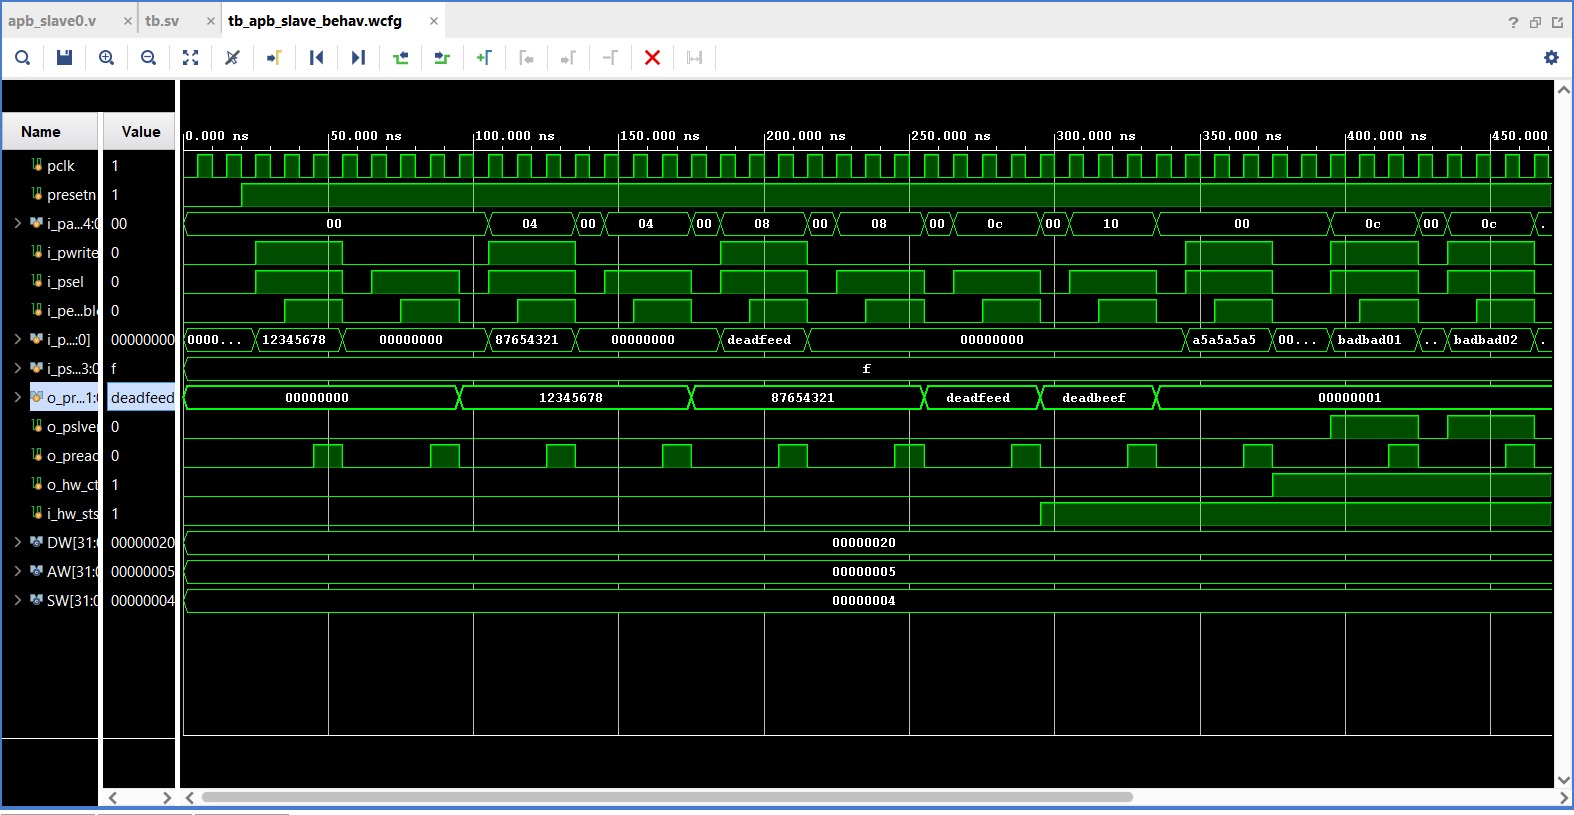 apb_slave0.v × tb.sv × tb_apb_slave_behav.wcfg × ?
Name Value 0.000 ns 50.000 ns 100.000 ns 150.000 ns 200.000 ns 250.000 ns 300.000 ns 350.000 ns 400.000 ns 450.000
pclk 1
presetn 1
i_pa...4:0 00 00 04 00 04 00 08 00 08 00 0c 00 10 00 0c 00 0c .
i_pwrite 0
i_psel 0
i_pe...ble 0
i_p...:0] 00000000 0000... 12345678 00000000 87654321 00000000 deadfeed 00000000 a5a5a5a5 00... badbad01 .. badbad02 .
i_ps...3:0 f f
o_pr...1:0 deadfeed 00000000 12345678 87654321 deadfeed deadbeef 00000001
o_pslver 0
o_preac 0
o_hw_ct 1
i_hw_sts 1
DW[31:0 00000020 00000020
AW[31:0 00000005 00000005
SW[31:0 00000004 00000004